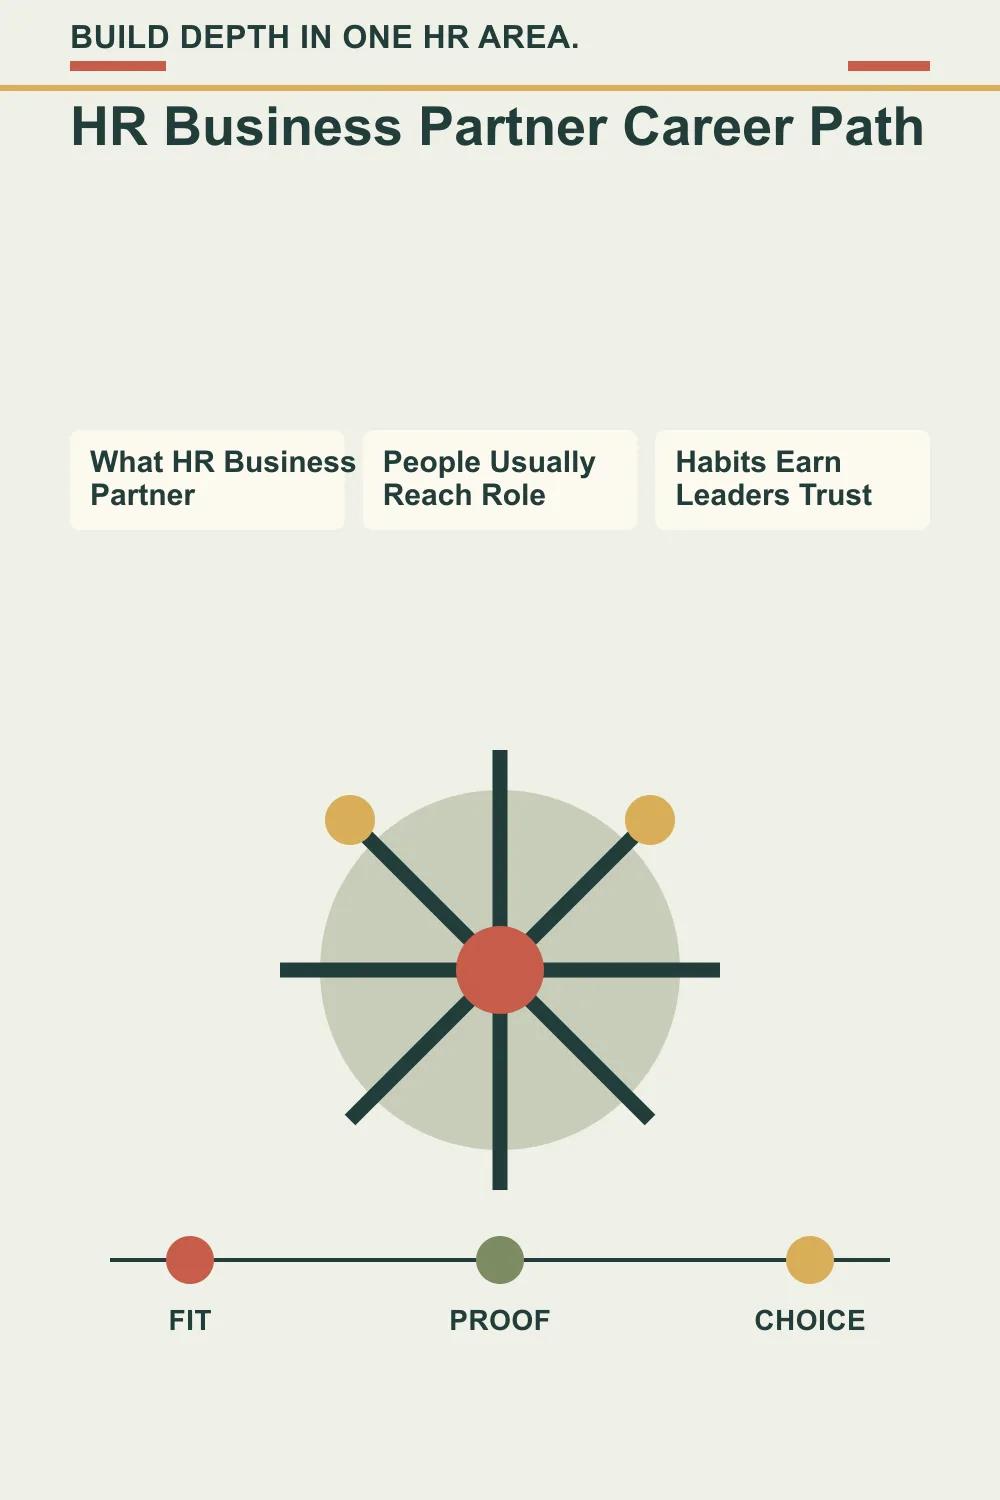 BUILD DEPTH IN ONE HR AREA.
HR Business Partner Career Path
What HR Business
Partner
People Usually
Reach Role
Habits Earn
Leaders Trust
FIT
PROOF
CHOICE